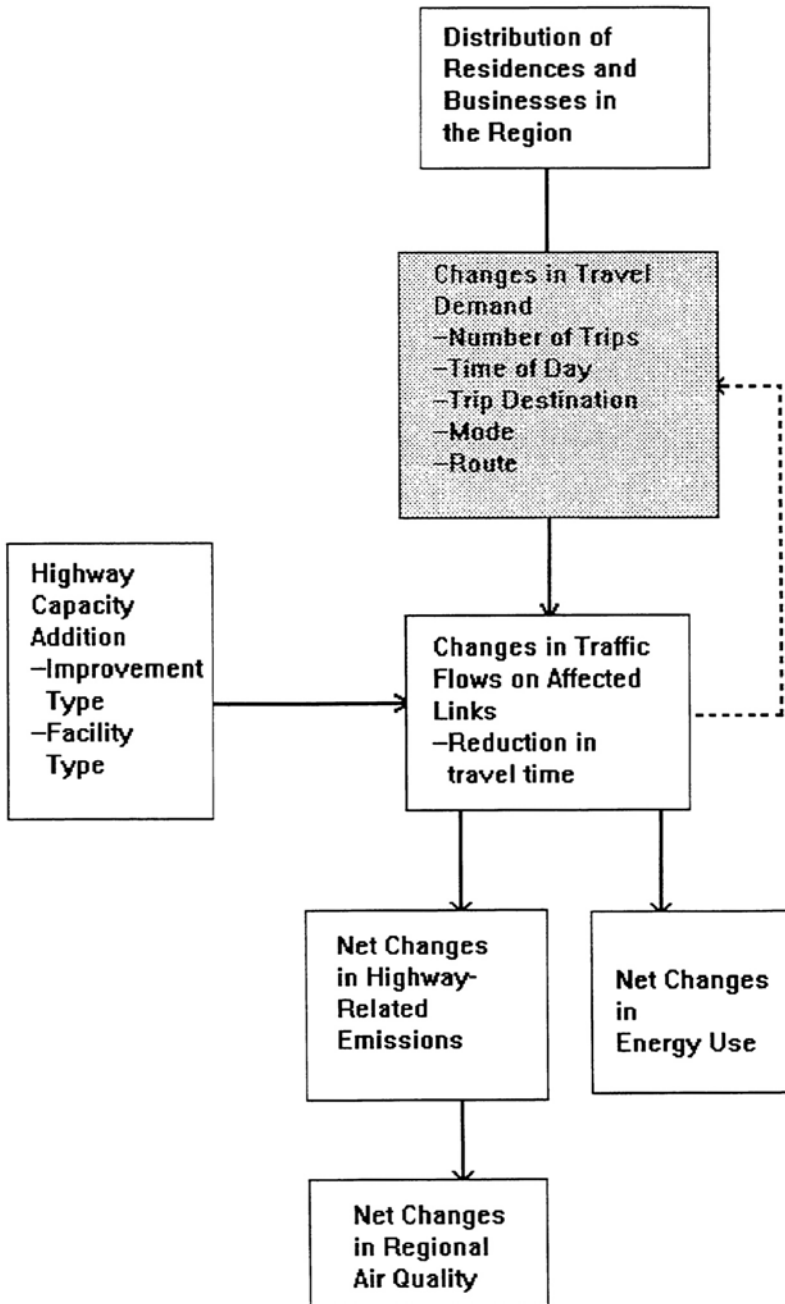 Distribution of
Residences and
Businesses in
the Region
Changes in Travel
Demand
–Number of Trips
–Time of Day
–Trip Destination
–Mode
–Route
Highway
Capacity
Addition
–Improvement
Type
–Facility
Type
Changes in Traffic
Flows on Affected
Links
–Reduction in
travel time
Net Changes
in Highway-
Related
Emissions
Net Changes
in
Energy Use
Net Changes
in Regional
Air Quality